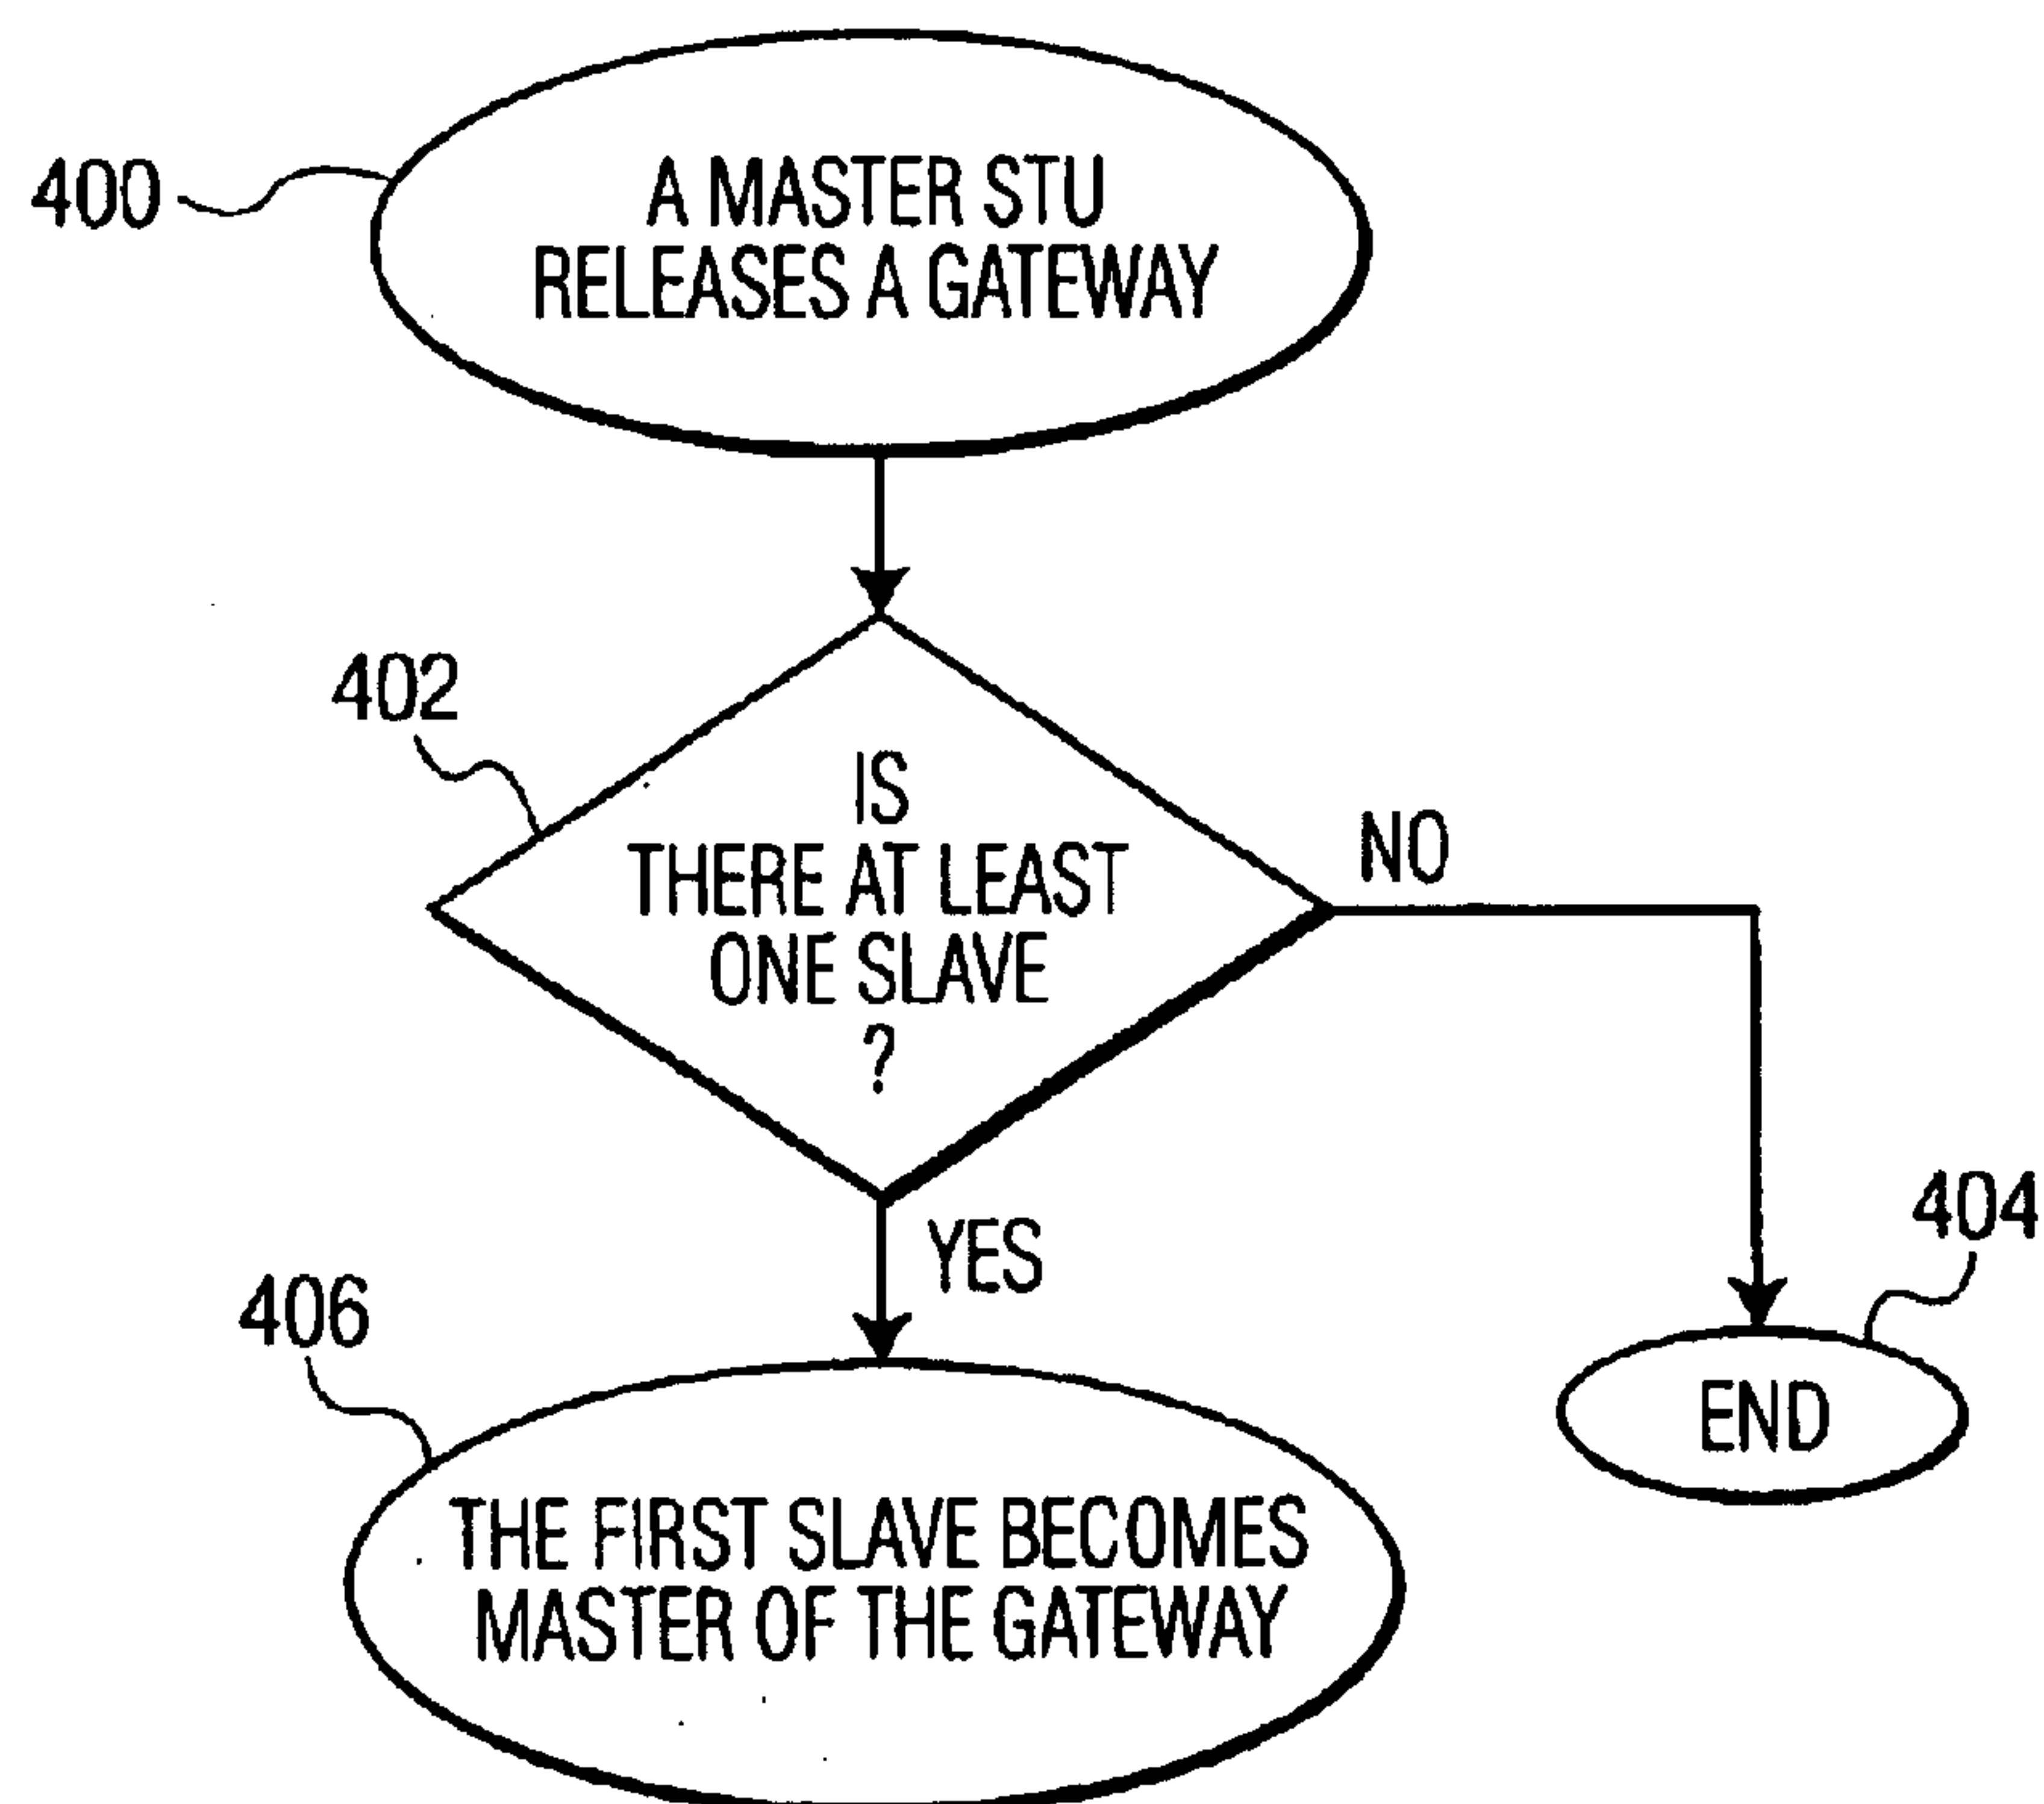 400
A MASTER STU
RELEASES A GATEWAY
402
IS
THERE AT LEAST
ONE SLAVE
?
NO
YES
404
END
406
THE FIRST SLAVE BECOMES
MASTER OF THE GATEWAY